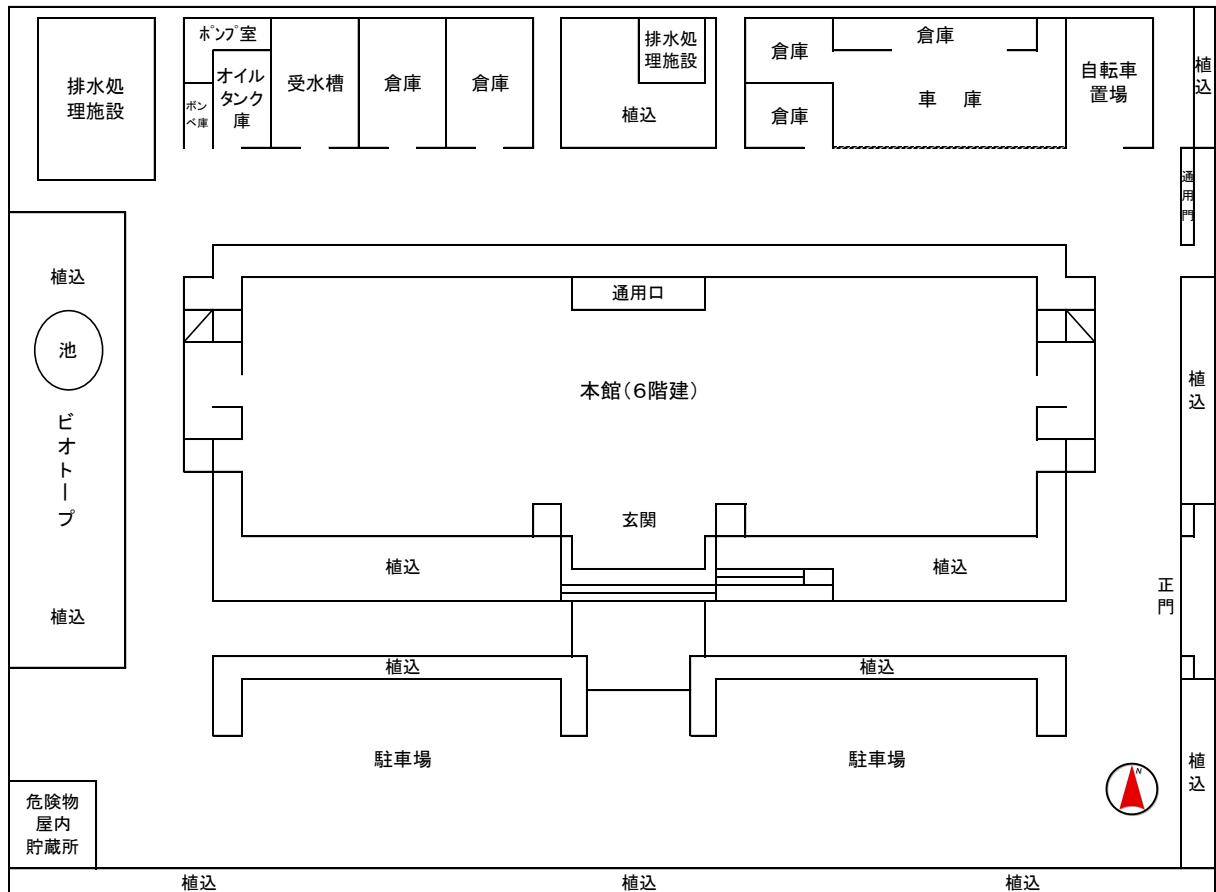 ポンプ室
排水処
理施設
オイル
タンク
庫
ボン
ベ庫
受水槽
倉庫
倉庫
排水処
理施設
植込
倉庫
倉庫
倉庫
車 庫
自転車
置場
植
込
通
用
門
植込
池
ビ
オ
ト
ー
プ
植込
通用口
本館(6階建)
玄関
植込
植込
植
込
正
門
植込
植込
駐車場
駐車場
N
植
込
危険物
屋内
貯蔵所
植込
植込
植込